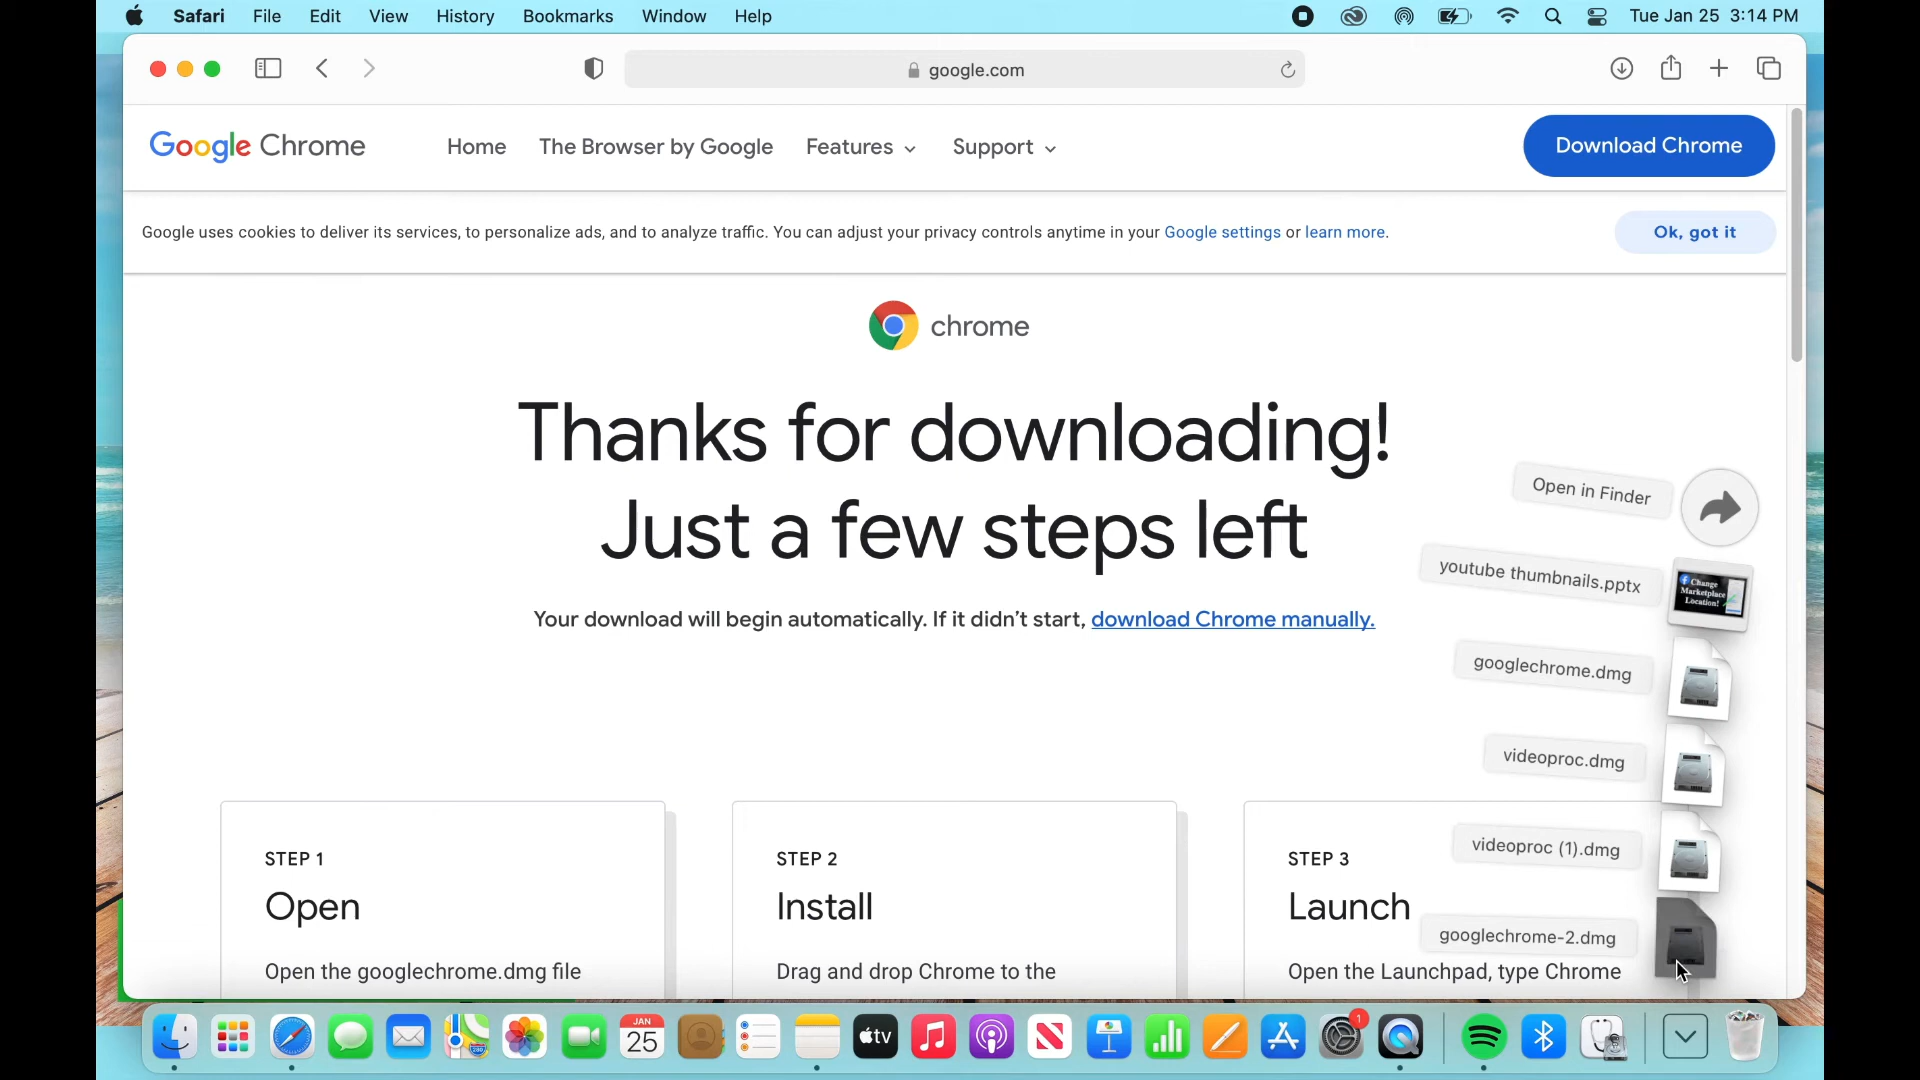 Safari File Edit View History Bookmarks Window Help Tue Jan 25 3:14 PM
google.com
Google Chrome Home The Browser by Google Features Support Download Chrome
Google uses cookies to deliver its services, to personalize ads, and to analyze traffic. You can adjust your privacy controls anytime in your Google settings or learn more. Ok, got it
chrome
Thanks for downloading!
Just a few steps left
Your download will begin automatically. If it didn't start, download Chrome manually.
Open in Finder
youtube thumbnails.pptx
Change
Marketplace
Location!
googlechrome.dmg
videoproc.dmg
videoproc (1).dmg
googlechrome-2.dmg
STEP 1
Open
Open the googlechrome.dmg file
STEP 2
Install
Drag and drop Chrome to the
STEP 3
Launch
Open the Launchpad, type Chrome
280
JAN
25
tv
1